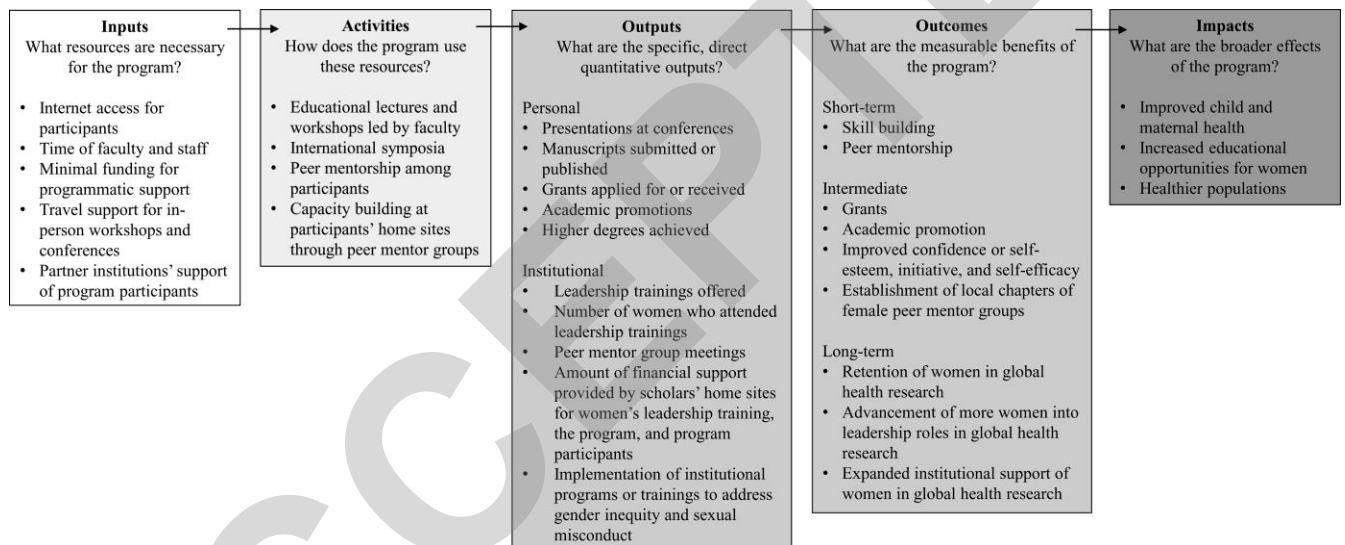 Inputs
What resources are necessary
for the program?
• Internet access for
participants
• Time of faculty and staff
• Minimal funding for
programmatic support
• Travel support for in-
person workshops and
conferences
• Partner institutions' support
of program participants
Activities
How does the program use
these resources?
• Educational lectures and
workshops led by faculty
• International symposia
• Peer mentorship among
participants
• Capacity building at
participants' home sites
through peer mentor groups
Outputs
What are the specific, direct
quantitative outputs?
Personal
• Presentations at conferences
• Manuscripts submitted or
published
• Grants applied for or received
• Academic promotions
• Higher degrees achieved
Institutional
• Leadership trainings offered
• Number of women who attended
leadership trainings
• Peer mentor group meetings
• Amount of financial support
provided by scholars' home sites
for women's leadership training,
the program, and program
participants
• Implementation of institutional
programs or trainings to address
gender inequity and sexual
misconduct
Outcomes
What are the measurable benefits of
the program?
Short-term
• Skill building
• Peer mentorship
Intermediate
• Grants
• Academic promotion
• Improved confidence or self-
esteem, initiative, and self-efficacy
• Establishment of local chapters of
female peer mentor groups
Long-term
• Retention of women in global
health research
• Advancement of more women into
leadership roles in global health
research
• Expanded institutional support of
women in global health research
Impacts
What are the broader effects
of the program?
• Improved child and
maternal health
• Increased educational
opportunities for women
• Healthier populations
CCEPT